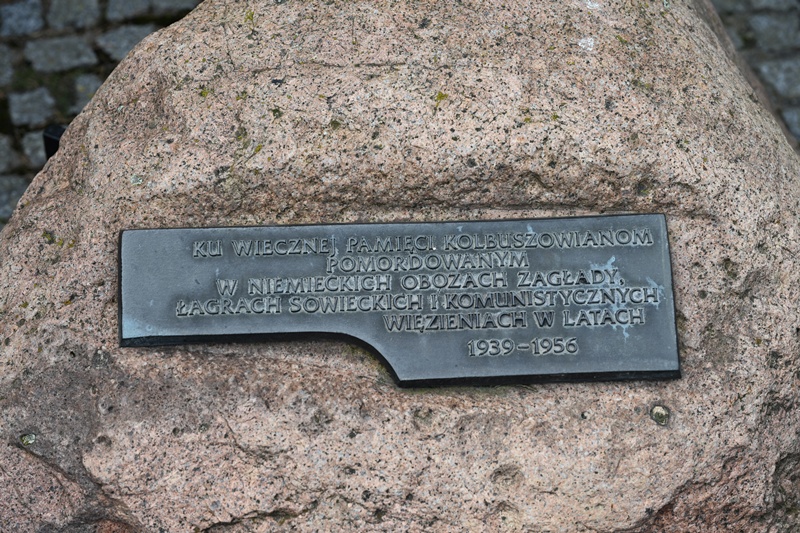 KU WIECZNEJ PAMIĘCI KOLBUSZOWIANOM
POMORDOWANYM
W NIEMIECKICH OBOZACH ZAGŁADY,
ŁAGRACH SOWIECKICH I KOMUNISTYCZNYCH
WIĘZIENIACH W LATACH
1939-1956